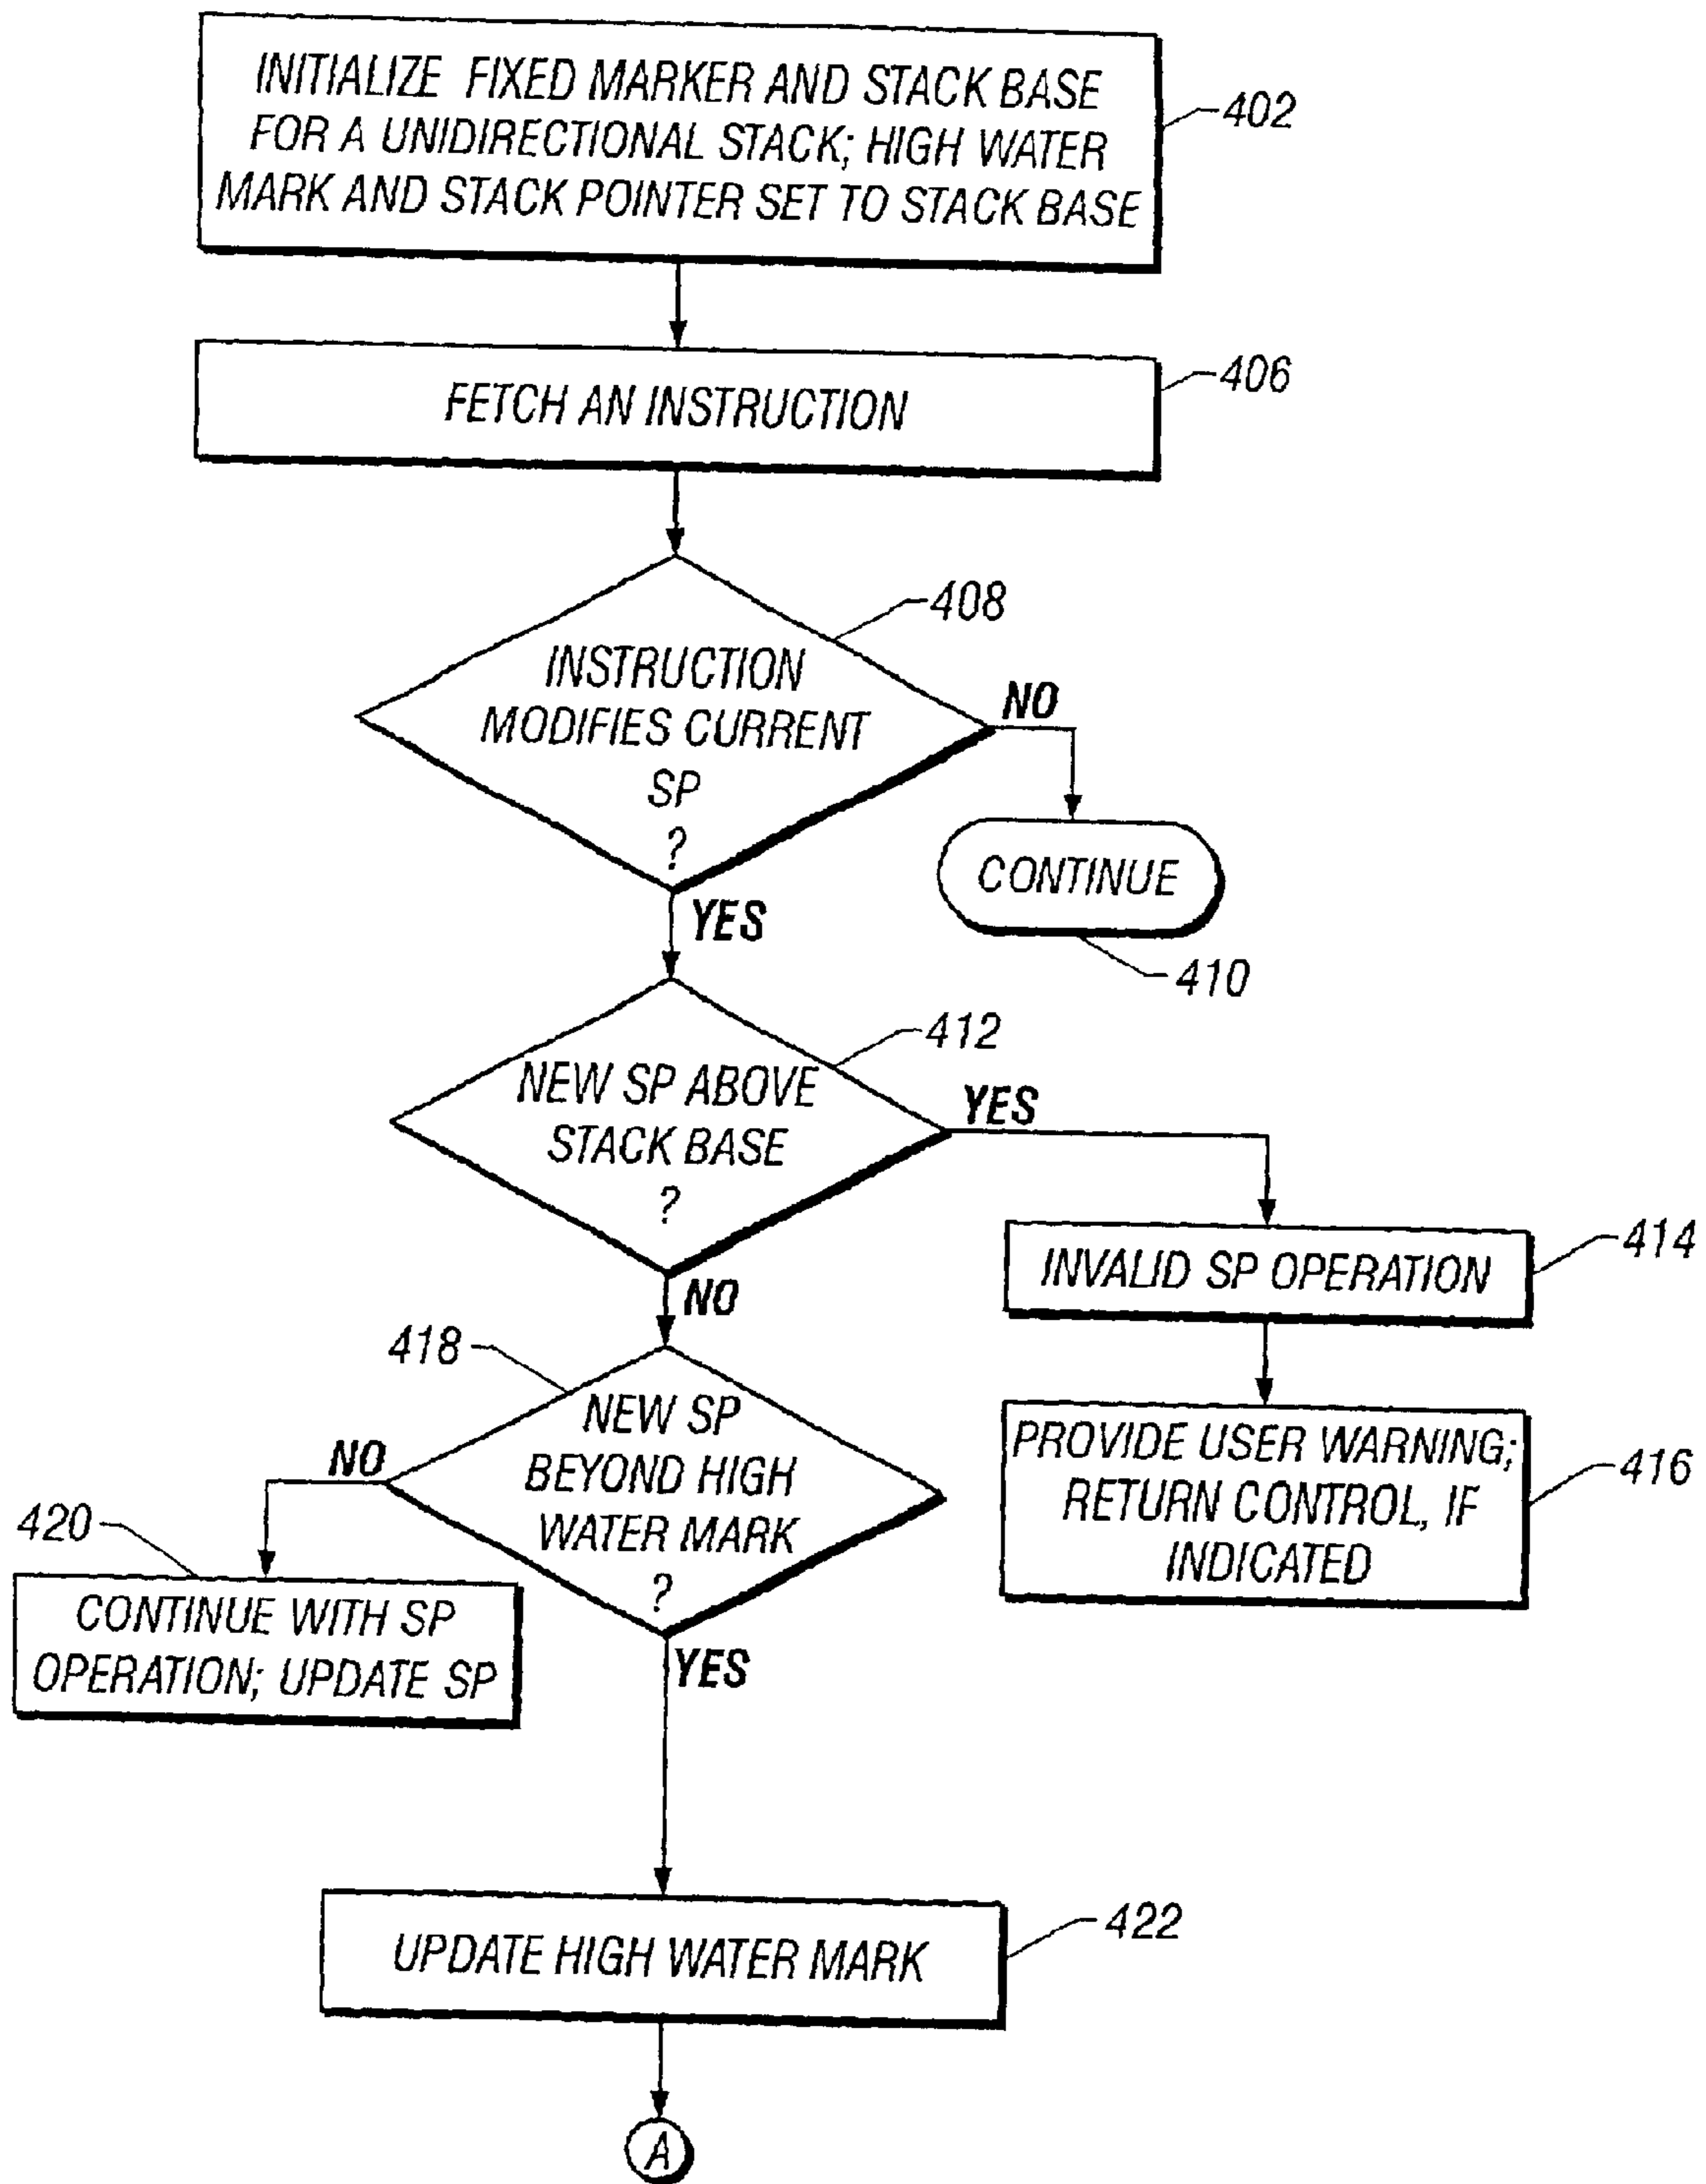 INITIALIZE FIXED MARKER AND STACK BASE
FOR A UNIDIRECTIONAL STACK; HIGH WATER
MARK AND STACK POINTER SET TO STACK BASE
402
FETCH AN INSTRUCTION
406
408
INSTRUCTION
MODIFIES CURRENT
SP
?
NO
CONTINUE
410
YES
412
NEW SP ABOVE
STACK BASE
?
YES
414
INVALID SP OPERATION
NO
418
NEW SP
BEYOND HIGH
WATER MARK
?
PROVIDE USER WARNING;
RETURN CONTROL, IF
INDICATED
416
NO
420
CONTINUE WITH SP
OPERATION; UPDATE SP
YES
UPDATE HIGH WATER MARK
422
A